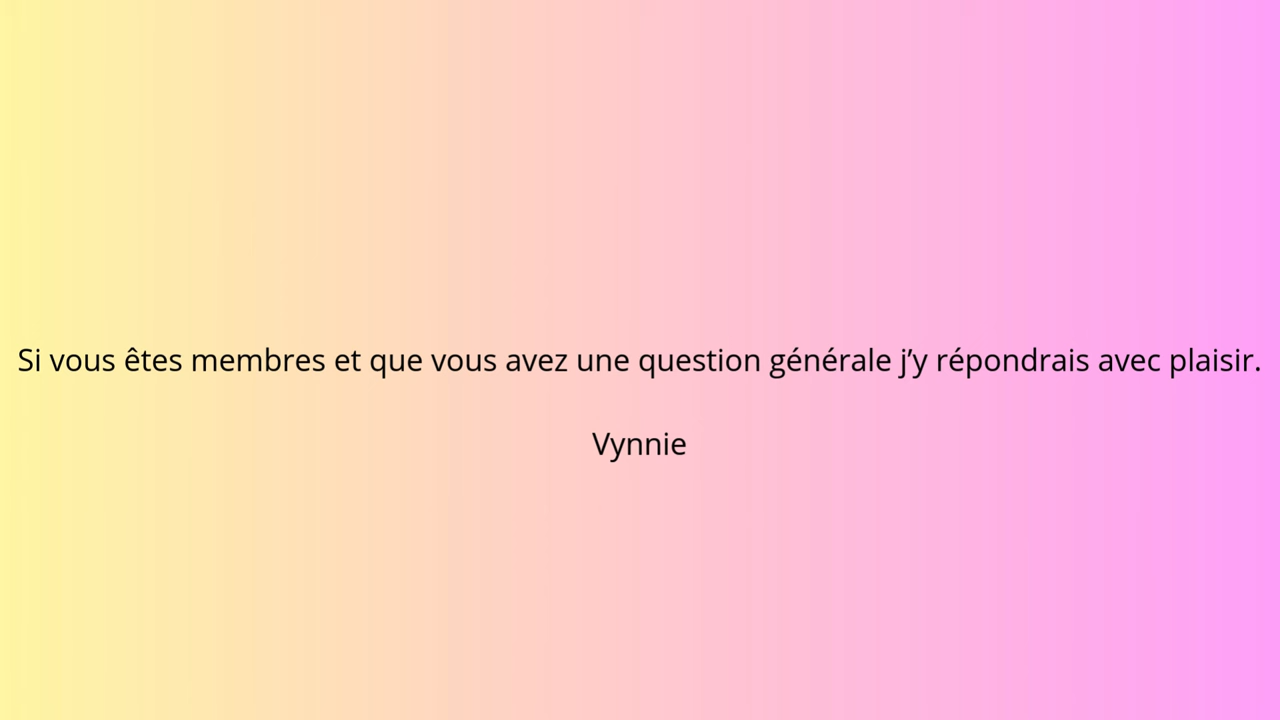 Si vous êtes membres et que vous avez une question générale j’y répondrais avec plaisir.
Vynnie